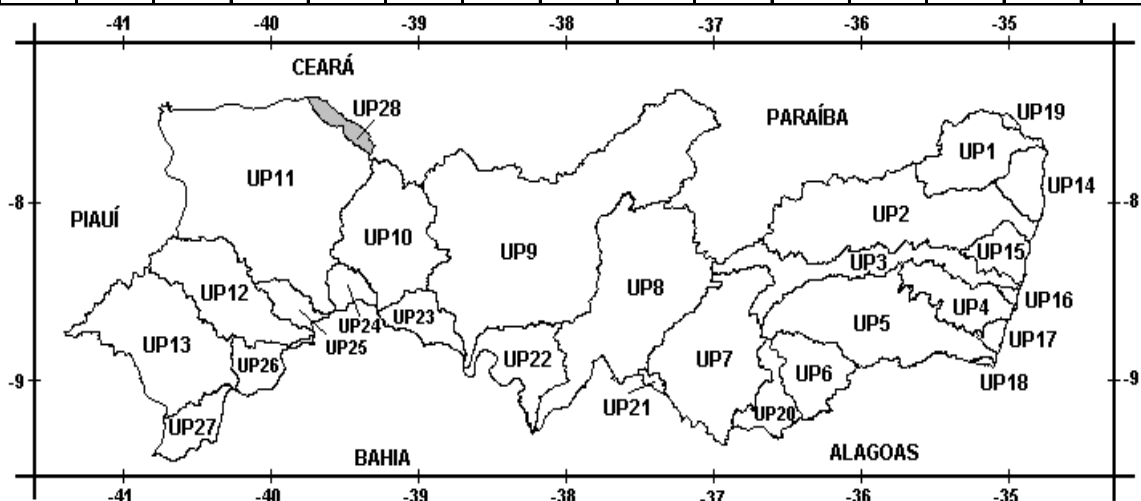 -41 -40 -39 -38 -37 -36 -35
CEARÁ
UP28
PARAÍBA
UP19
UP1
UP11
UP14
-8 -8
PIAUÍ
UP10
UP2
UP9
UP15
UP3
UP8
UP12
UP24
UP23
UP4
UP16
UP5
UP25
UP17
UP13
UP26
UP22
UP7
UP6
-9 -9
UP18
UP21
UP20
UP27
BAHIA
ALAGOAS
-41 -40 -39 -38 -37 -36 -35